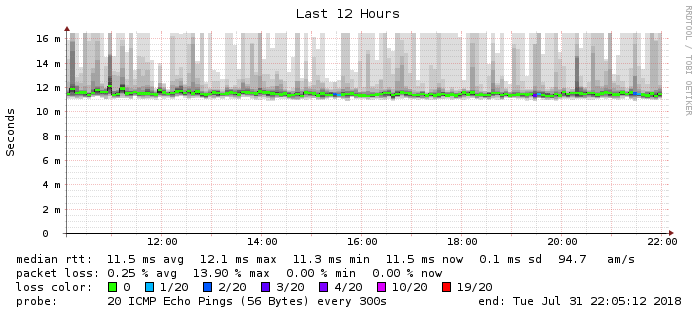 Last 12 Hours
RRDTOOL / TOBI OETIKER
Seconds
16 m
14 m
12 m
10 m
8 m
6 m
4 m
2 m
0
12:00 14:00 16:00 18:00 20:00 22:00
median rtt: 11.5 ms avg 12.1 ms max 11.3 ms min 11.5 ms now 0.1 ms sd 94.7 am/s
packet loss: 0.25 % avg 13.90 % max 0.00 % min 0.00 % now
loss color: 0 1/20 2/20 3/20 4/20 10/20 19/20
probe: 20 ICMP Echo Pings (56 Bytes) every 300s end: Tue Jul 31 22:05:12 2018